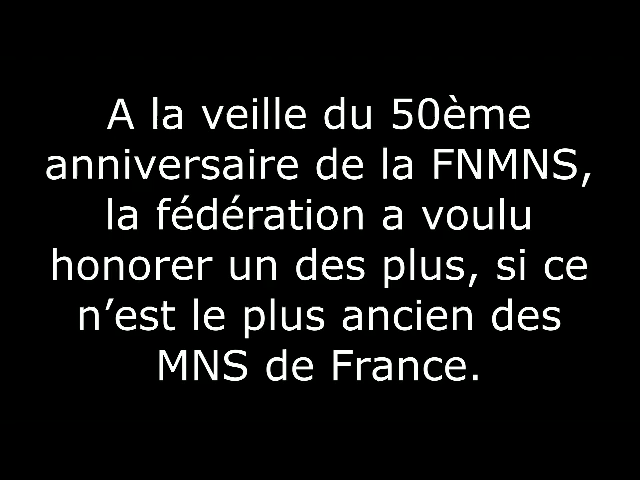 A la veille du 50ème
anniversaire de la FNMNS,
la fédération a voulu
honorer un des plus, si ce
n’est le plus ancien des
MNS de France.